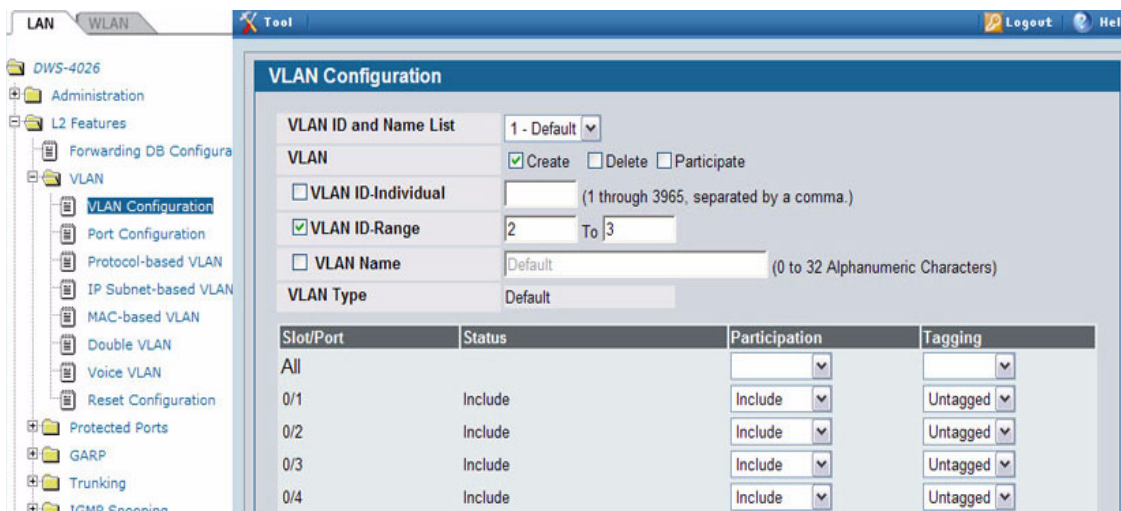 LAN WLAN Tool Logout Hel
DWS-4026
Administration
L2 Features
Forwarding DB Configura
VLAN
VLAN Configuration
Port Configuration
Protocol-based VLAN
IP Subnet-based VLAN
MAC-based VLAN
Double VLAN
Voice VLAN
Reset Configuration
Protected Ports
GARP
Trunking
IGMP Snooping
VLAN Configuration
VLAN ID and Name List 1 - Default
VLAN Create Delete Participate
VLAN ID-Individual (1 through 3965, separated by a comma.)
VLAN ID-Range 2 To 3
VLAN Name Default (0 to 32 Alphanumeric Characters)
VLAN Type Default
Slot/Port Status Participation Tagging
All
0/1 Include Include Untagged
0/2 Include Include Untagged
0/3 Include Include Untagged
0/4 Include Include Untagged